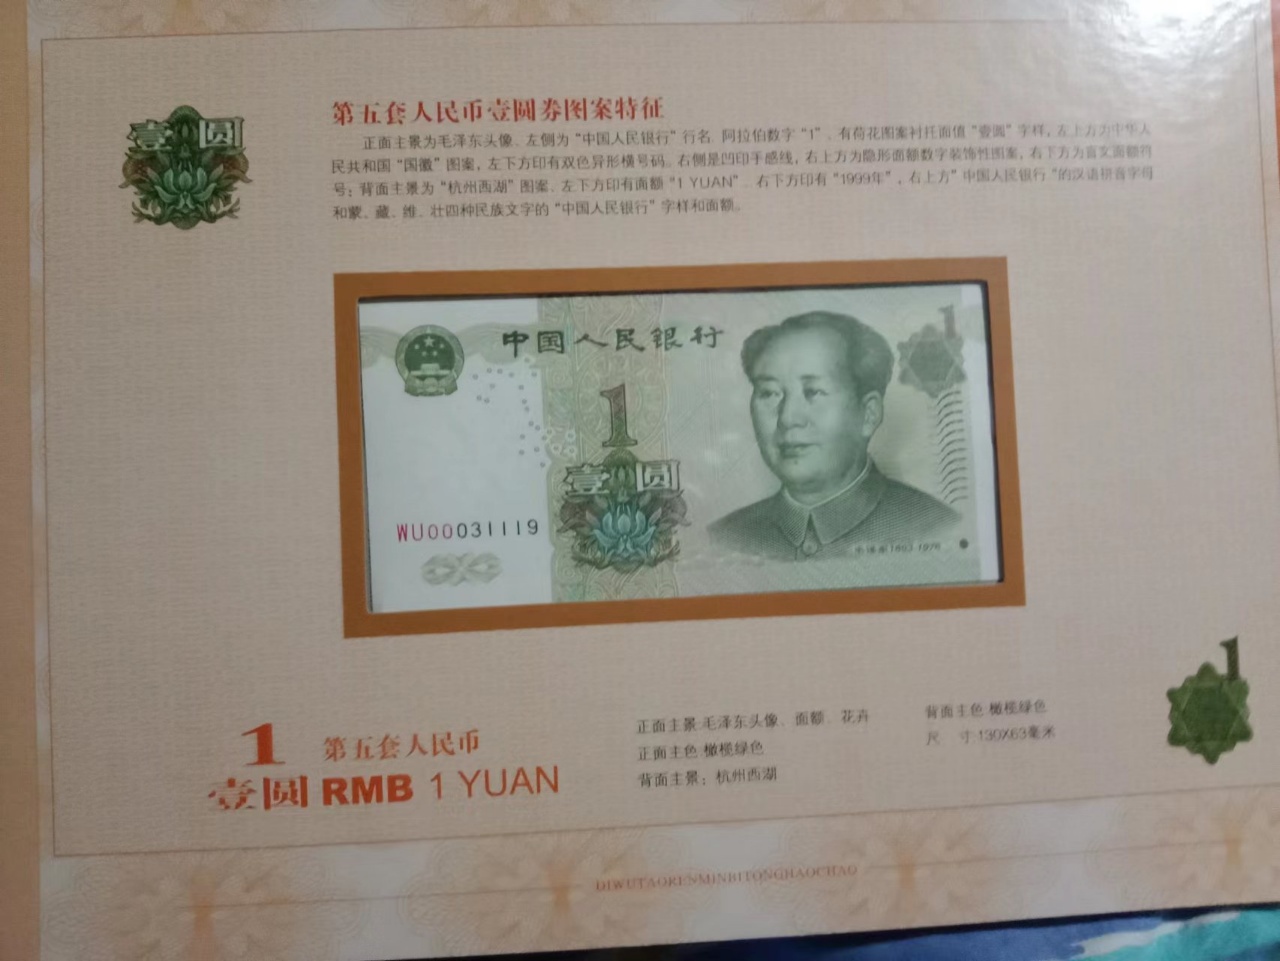 壹圆
第五套人民币壹圆券图案特征
正面主景为毛泽东头像、左侧为“中国人民银行”行名、阿拉伯数字“1”、有荷花图案衬托面值“壹圆”字样，左上方为中华人
民共和国“国徽”图案，左下方印有双色异形横号码。右侧是凹印手感线，右上方为隐形面额数字装饰性图案，右下方为盲文面额符
号；背面主景为“杭州西湖”图案、左下方印有面额“1 YUAN”、右下方印有“1999年”，右上方“中国人民银行”的汉语拼音字母
和蒙、藏、维、壮四种民族文字的“中国人民银行”字样和面额。
中国人民银行
1
1
壹圆
WU00031119
毛泽东1893-1976
1
1
第五套人民币
壹圆 RMB 1 YUAN
正面主景:毛泽东头像、面额、花卉
正面主色:橄榄绿色
背面主景：杭州西湖
背面主色:橄榄绿色
尺 寸:130X63毫米
DIWUTAORENMINBITONGHAOCHAO